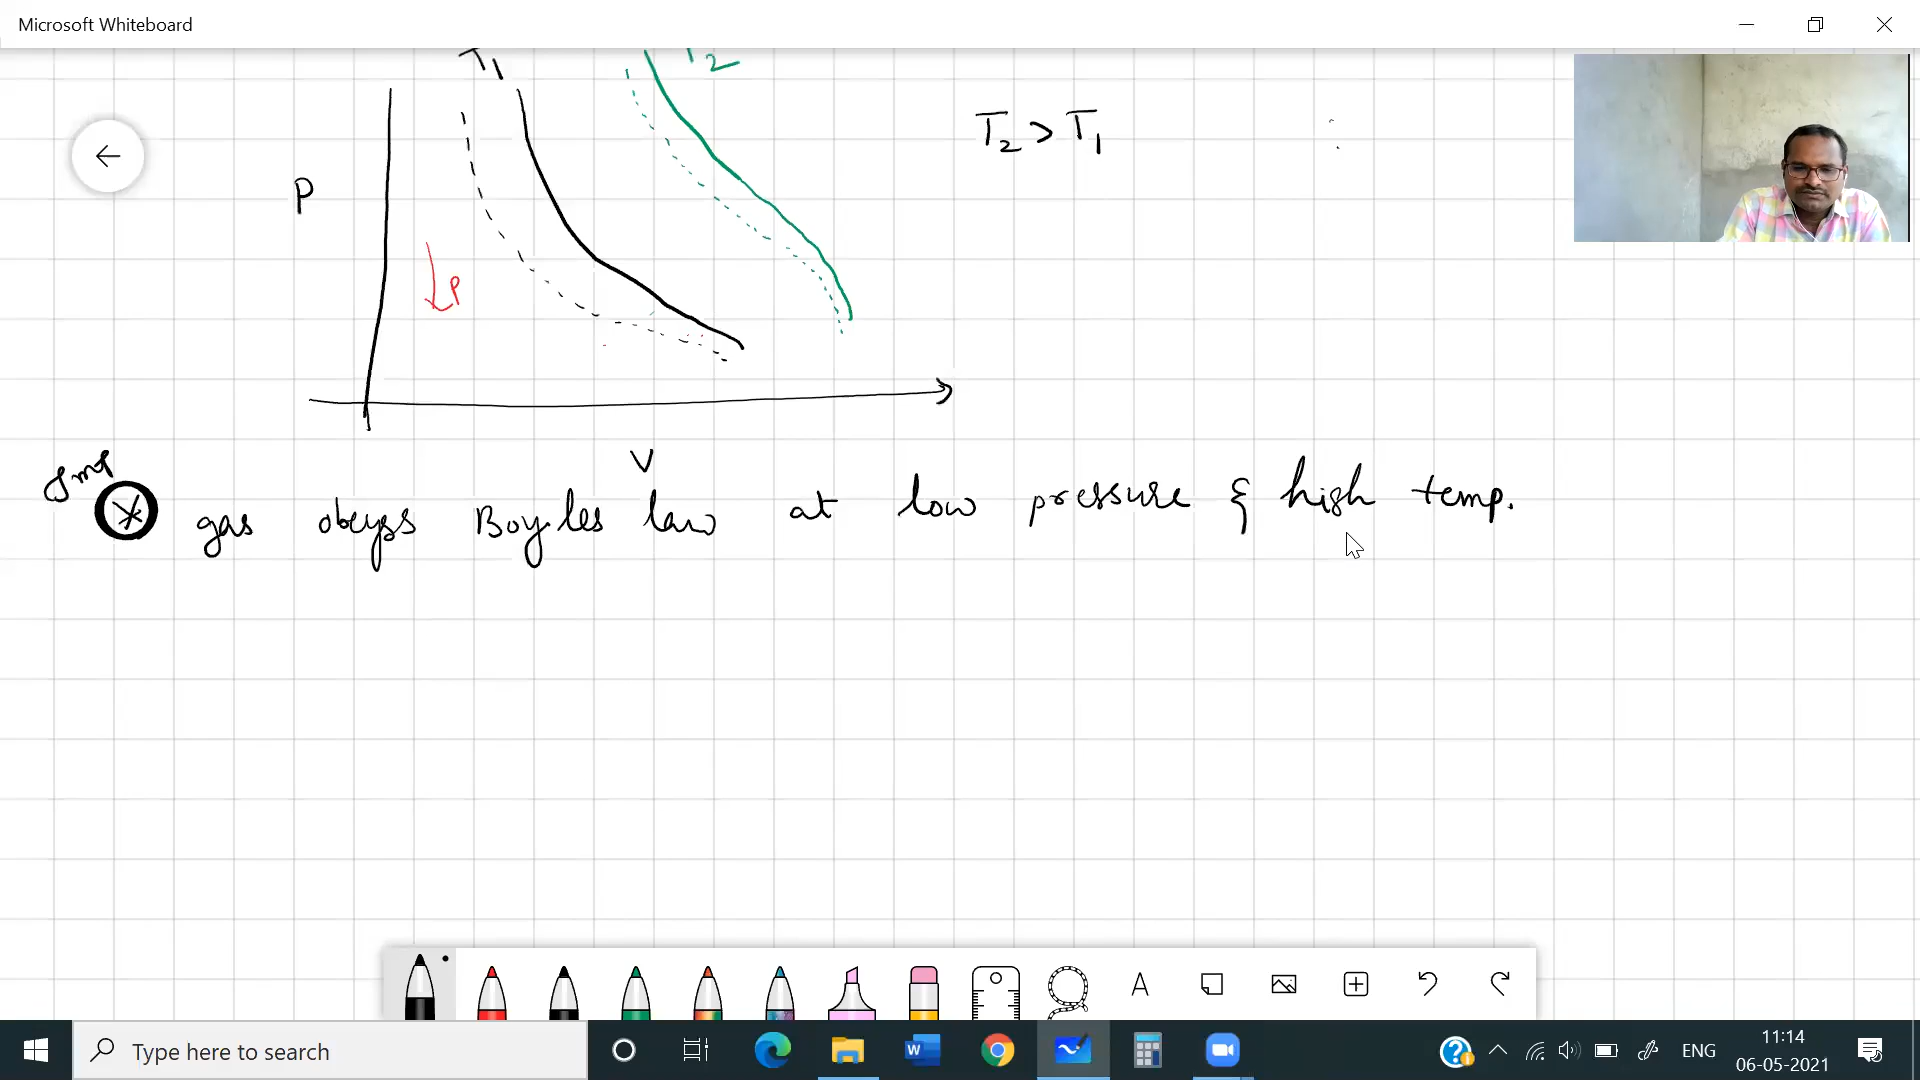 Microsoft Whiteboard
T1
T2
T2 > T1
P
P
V
Imp
gas obeyss Boyles law at low pressure & high temp.
A
Type here to search
ENG
11:14
06-05-2021